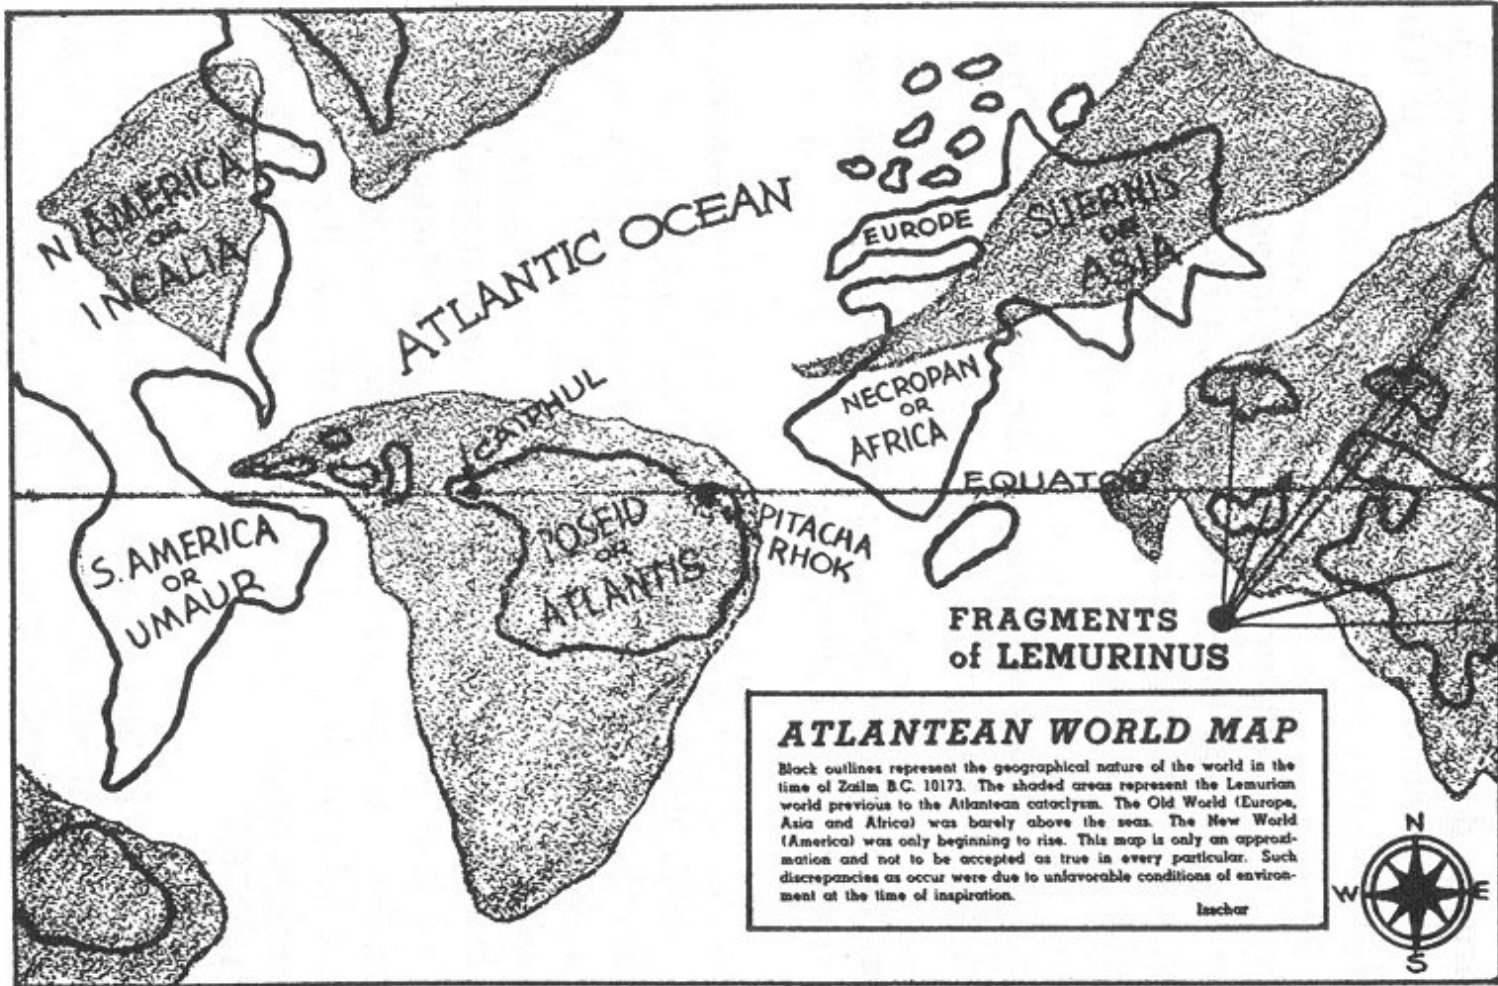 N. AMERICA
OR
INCALIA
ATLANTIC OCEAN
EUROPE
SUERNIS
OR
ASIA
NECROPAN
OR
AFRICA
CAIPHUL
EQUATOR
S. AMERICA
OR
UMAUR
POSEID
OR
ATLANTIS
PITACHA
RHOK
FRAGMENTS
of LEMURINUS
ATLANTEAN WORLD MAP
Black outlines represent the geographical nature of the world in the
time of Zailm B.C. 10173. The shaded areas represent the Lemurian
world previous to the Atlantean cataclysm. The Old World (Europe,
Asia and Africa) was barely above the seas. The New World
(America) was only beginning to rise. This map is only an approxi-
mation and not to be accepted as true in every particular. Such
discrepancies as occur were due to unfavorable conditions of environ-
ment at the time of inspiration.
Isschar
N
W
E
S